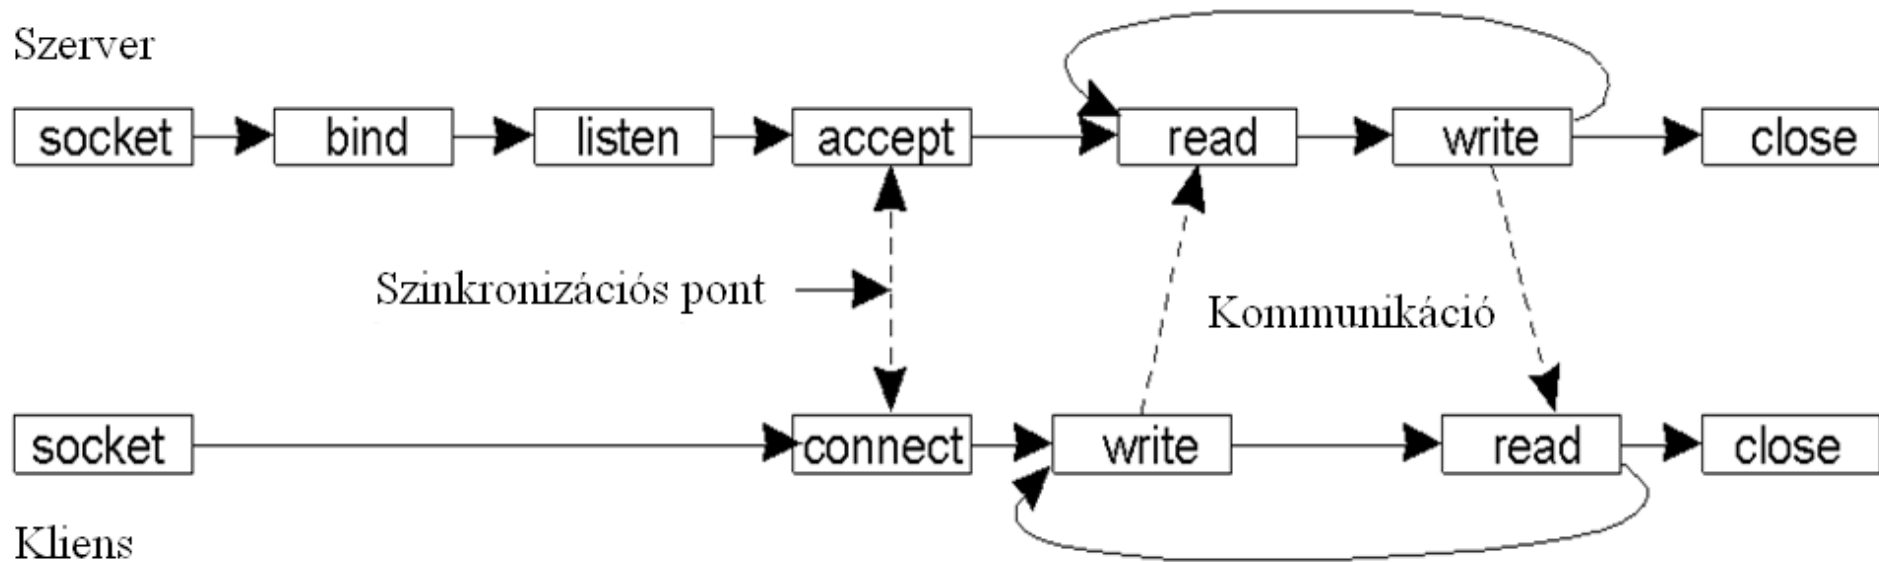 Szerver
socket bind listen accept read write close
Szinkronizációs pont
Kommunikáció
socket connect write read close
Kliens